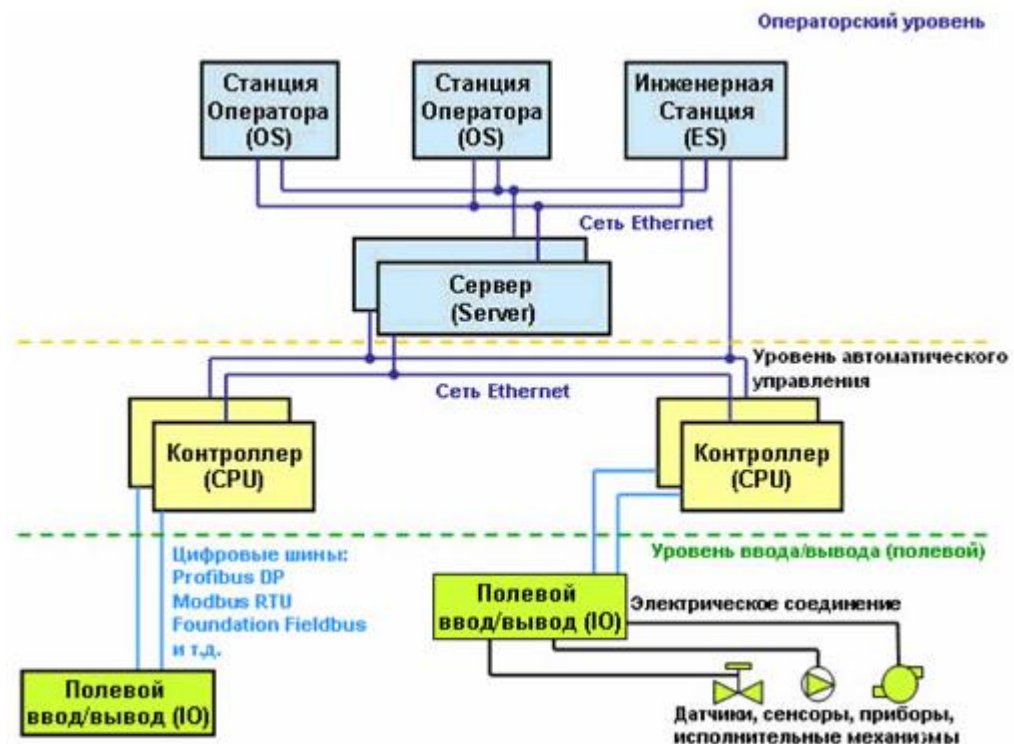 Операторский уровень
Станция
Оператора
(OS)
Станция
Оператора
(OS)
Инженерная
Станция
(ES)
Сеть Ethernet
Сервер
(Server)
Уровень автоматического
управления
Сеть Ethernet
Контроллер
(CPU)
Контроллер
(CPU)
Уровень ввода/вывода (полевой)
Цифровые шины:
Profibus DP
Modbus RTU
Foundation Fieldbus
и т.д.
Полевой
ввод/вывод (IO)
Электрическое соединение
Полевой
ввод/вывод (IO)
Датчики, сенсоры, приборы,
исполнительные механизмы